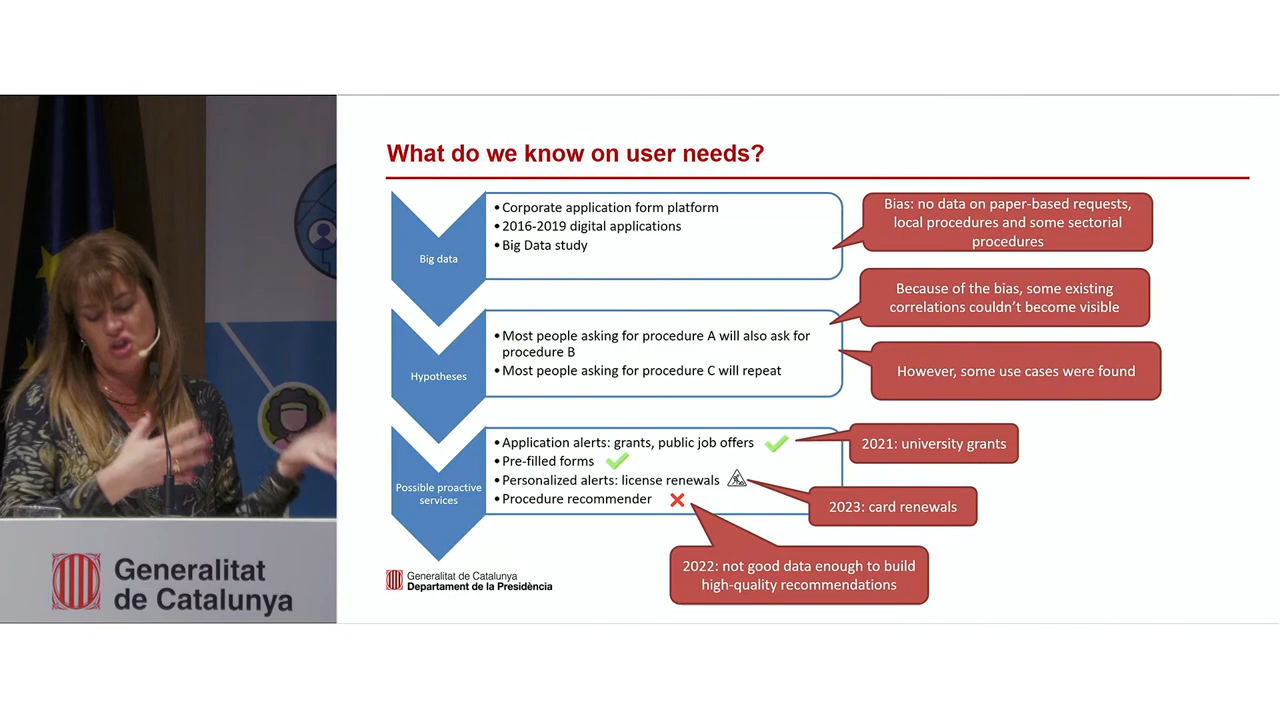 What do we know on user needs?
Big data
•Corporate application form platform
•2016-2019 digital applications
•Big Data study
Bias: no data on paper-based requests,
local procedures and some sectorial
procedures
Because of the bias, some existing
correlations couldn't become visible
Hypotheses
•Most people asking for procedure A will also ask for
procedure B
•Most people asking for procedure C will repeat
However, some use cases were found
Possible proactive
services
•Application alerts: grants, public job offers
•Pre-filled forms
•Personalized alerts: license renewals
•Procedure recommender
2021: university grants
2023: card renewals
2022: not good data enough to build
high-quality recommendations
Generalitat de Catalunya
Departament de la Presidència
Generalitat
de Catalunya